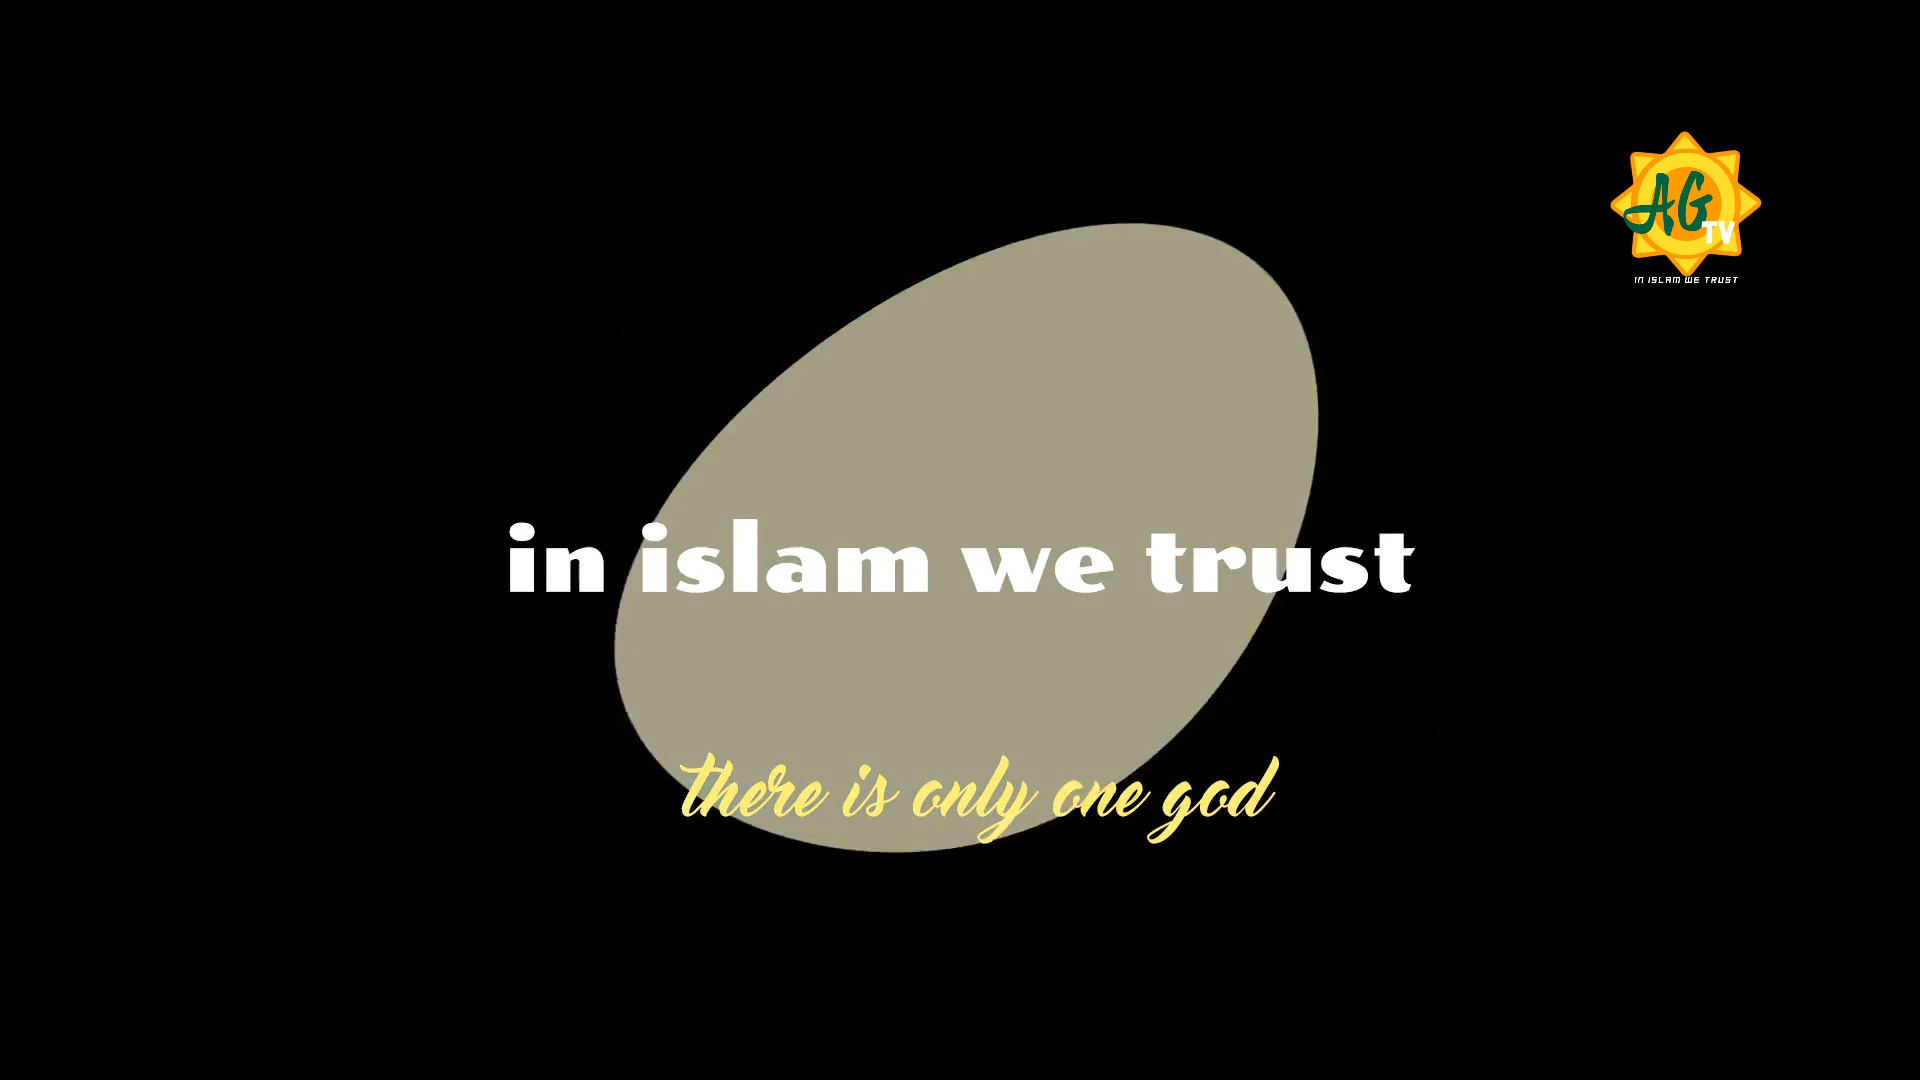 AG
TV
IN ISLAM WE TRUST
in islam we trust
there is only one god